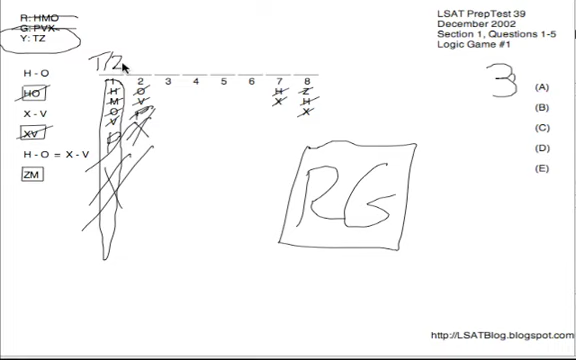 R: HMO
G: PVX
Y: TZ
LSAT PrepTest 39
December 2002
Section 1, Questions 1-5
Logic Game #1
T/Z
3
H - O
HO
X - V
XV
H - O = X - V
ZM
1 2 3 4 5 6 7 8
H O H Z
M V X H
O P X
V X
P
X
RG
(A)
(B)
(C)
(D)
(E)
http://LSATBlog.blogspot.com